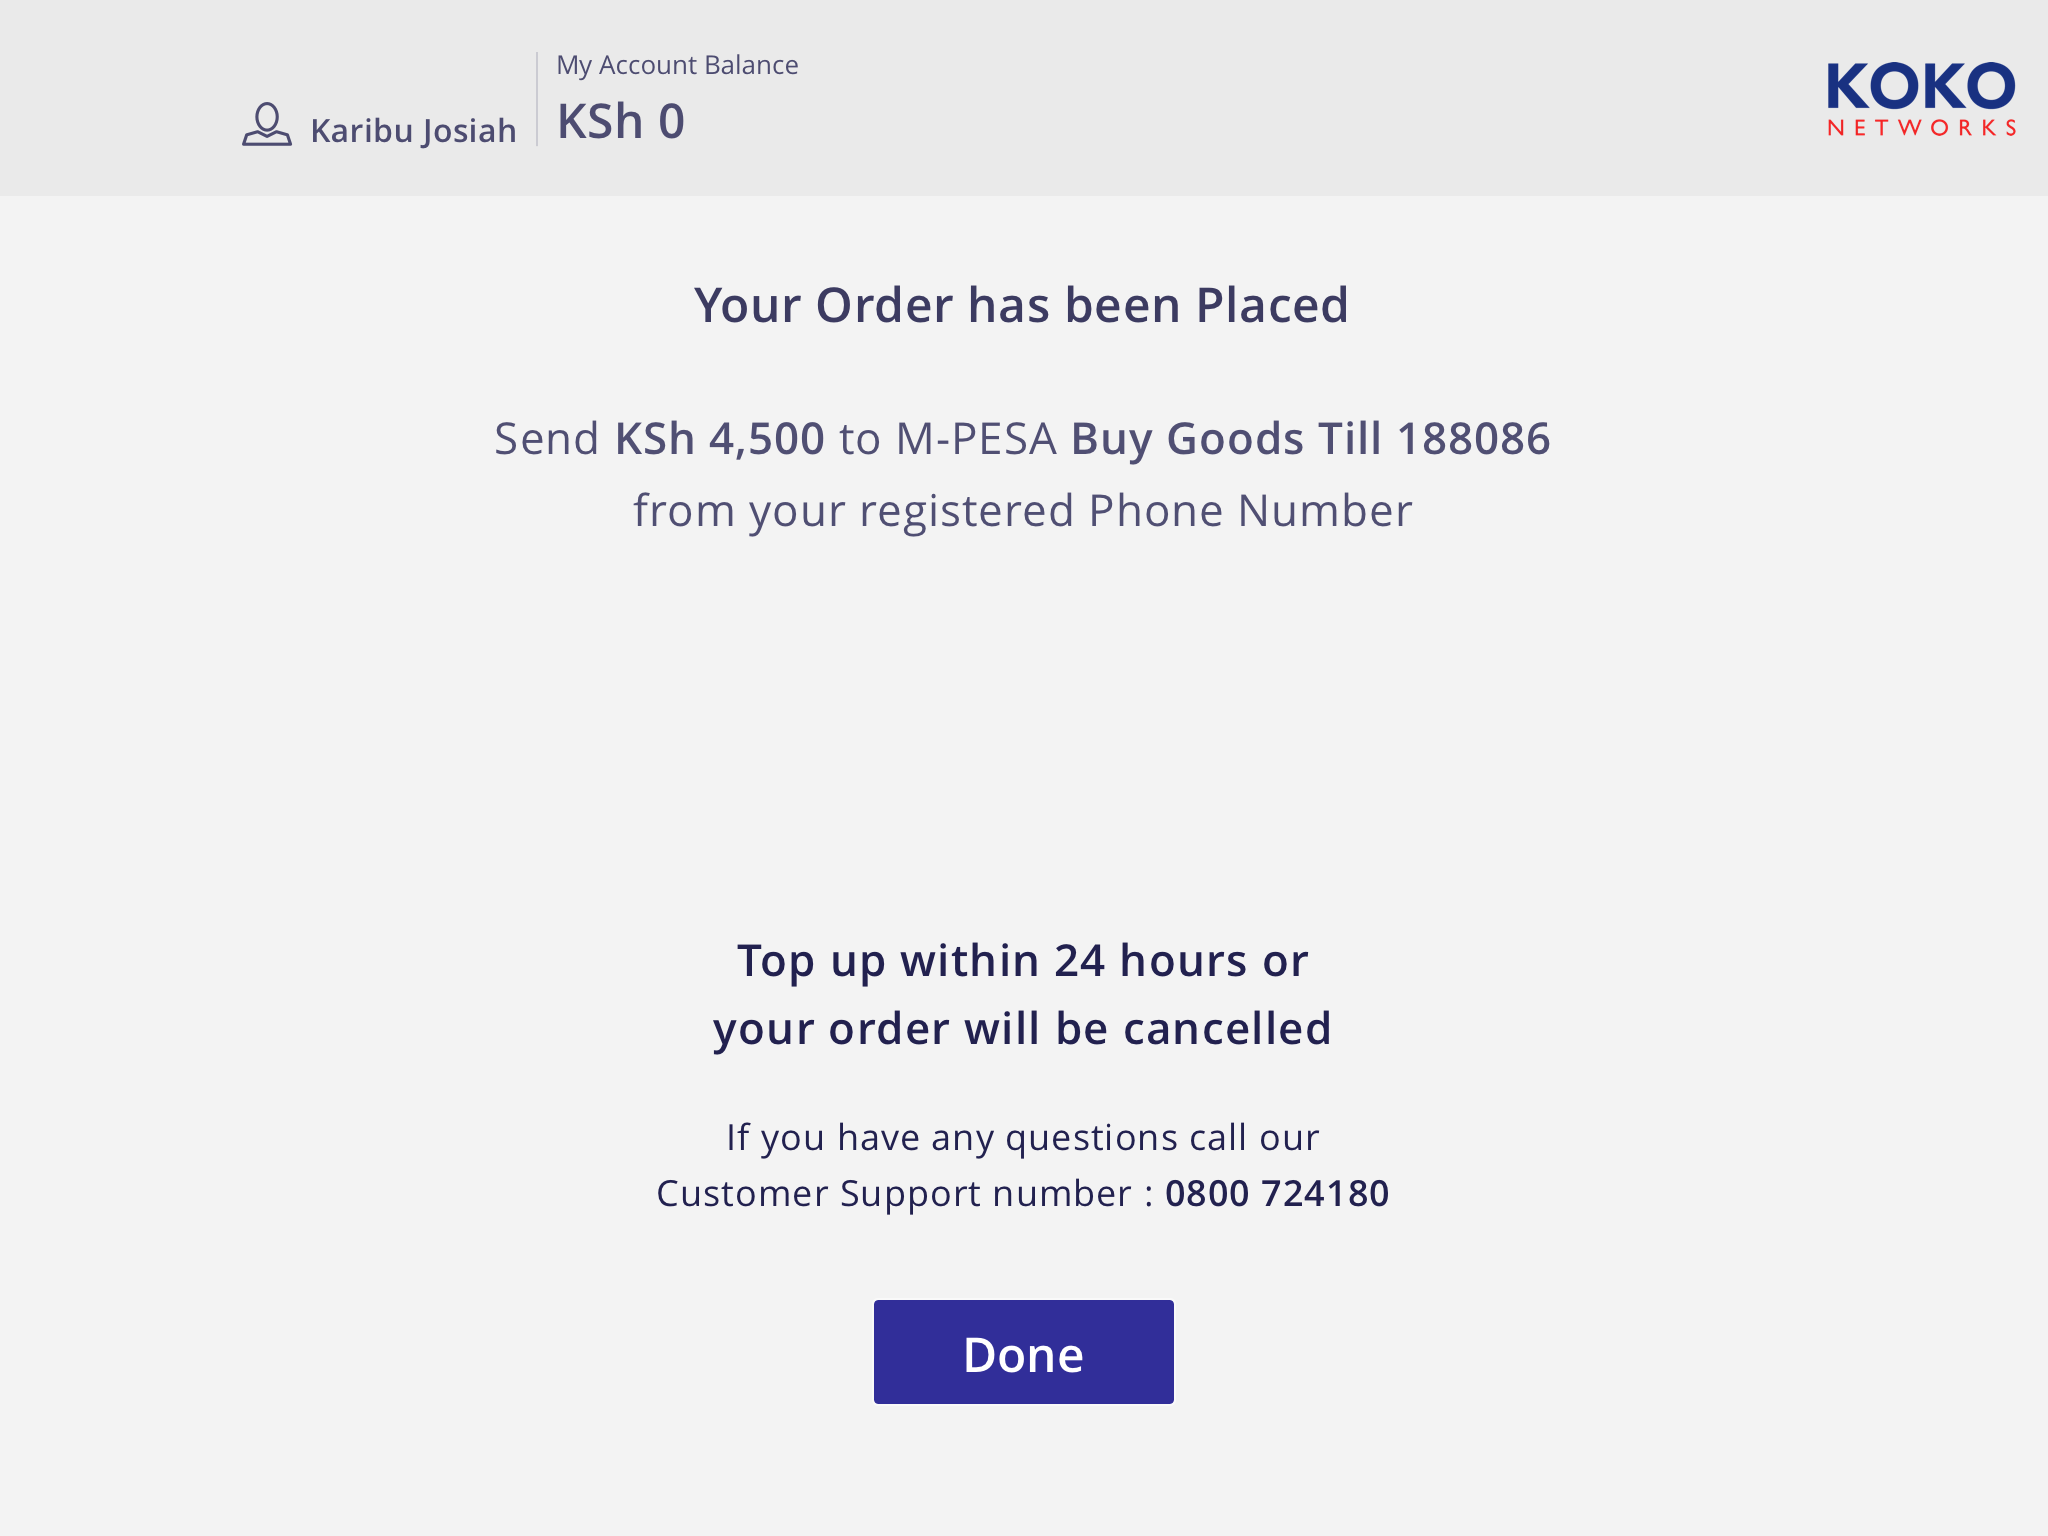 My Account Balance
Karibu Josiah
KSh 0
KOKO
NETWORKS
Your Order has been Placed
Send KSh 4,500 to M-PESA Buy Goods Till 188086
from your registered Phone Number
Top up within 24 hours or
your order will be cancelled
If you have any questions call our
Customer Support number : 0800 724180
Done